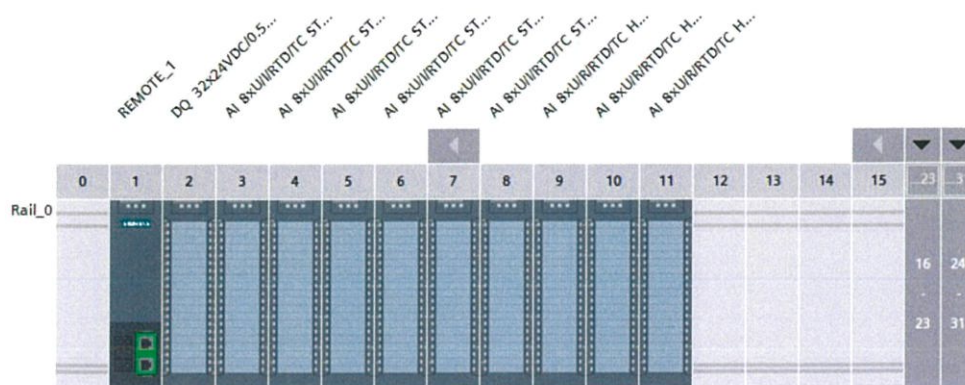 REMOTE_1
DQ 32x24VDC/0.5...
AI 8xU/I/RTD/TC ST...
AI 8xU/I/RTD/TC ST...
AI 8xU/I/RTD/TC ST...
AI 8xU/I/RTD/TC ST...
AI 8xU/I/RTD/TC ST...
AI 8xU/I/RTD/TC ST...
AI 8xU/R/RTD/TC H...
AI 8xU/R/RTD/TC H...
AI 8xU/R/RTD/TC H...
0 1 2 3 4 5 6 7 8 9 10 11 12 13 14 15 ...23 ...3
Rail_0
16 24
- -
23 31